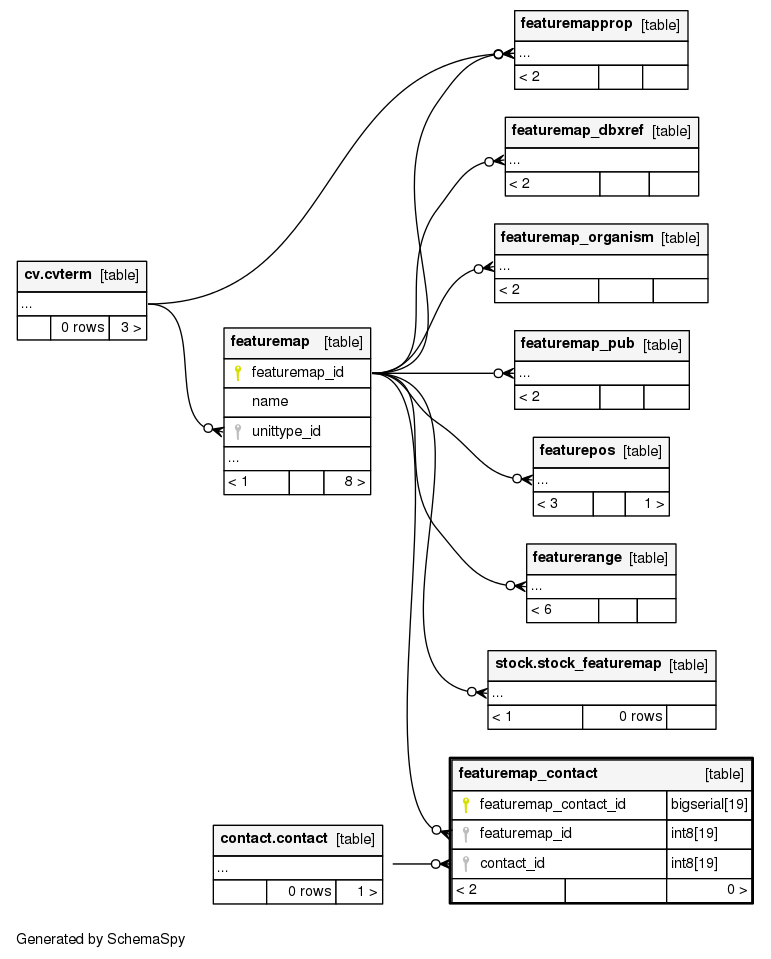 featuremapprop [table]
...
< 2
featuremap_dbxref [table]
...
< 2
featuremap_organism [table]
...
< 2
cv.cvterm [table]
...
0 rows 3 >
featuremap [table]
featuremap_id
name
unittype_id
...
< 1 8 >
featuremap_pub [table]
...
< 2
featurepos [table]
...
< 3 1 >
featurerange [table]
...
< 6
stock.stock_featuremap [table]
...
< 1 0 rows
featuremap_contact [table]
featuremap_contact_id bigserial[19]
featuremap_id int8[19]
contact_id int8[19]
< 2 0 >
contact.contact [table]
...
0 rows 1 >
Generated by SchemaSpy